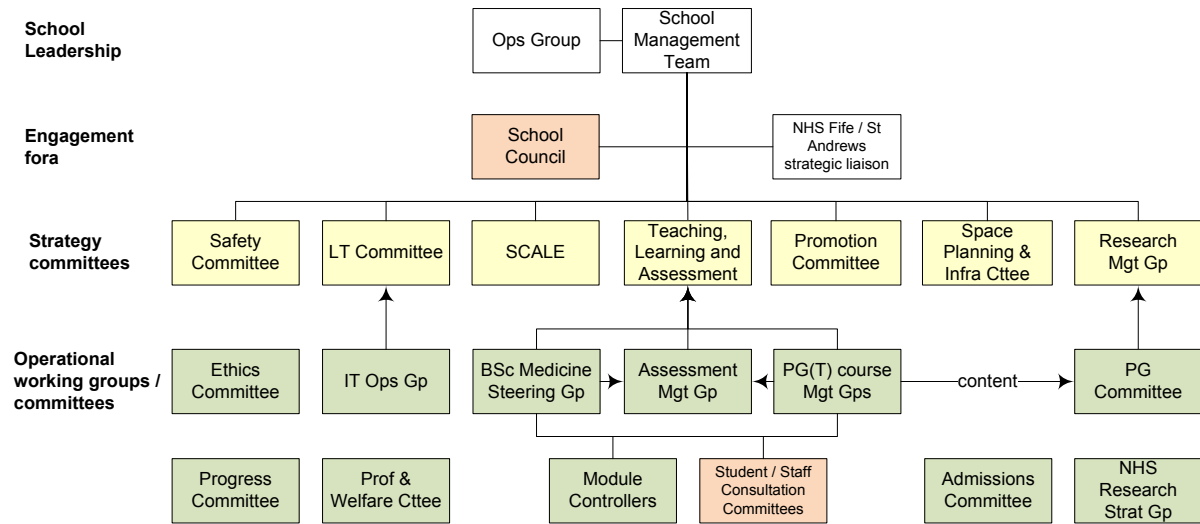 School
Leadership
Ops Group
School
Management
Team
Engagement
fora
School
Council
NHS Fife / St
Andrews
strategic liaison
Strategy
committees
Safety
Committee
LT Committee
SCALE
Teaching,
Learning and
Assessment
Promotion
Committee
Space
Planning &
Infra Cttee
Research
Mgt Gp
Operational
working groups /
committees
Ethics
Committee
IT Ops Gp
BSc Medicine
Steering Gp
Assessment
Mgt Gp
PG(T) course
Mgt Gps
content
PG
Committee
Progress
Committee
Prof &
Welfare Cttee
Module
Controllers
Student / Staff
Consultation
Committees
Admissions
Committee
NHS
Research
Strat Gp